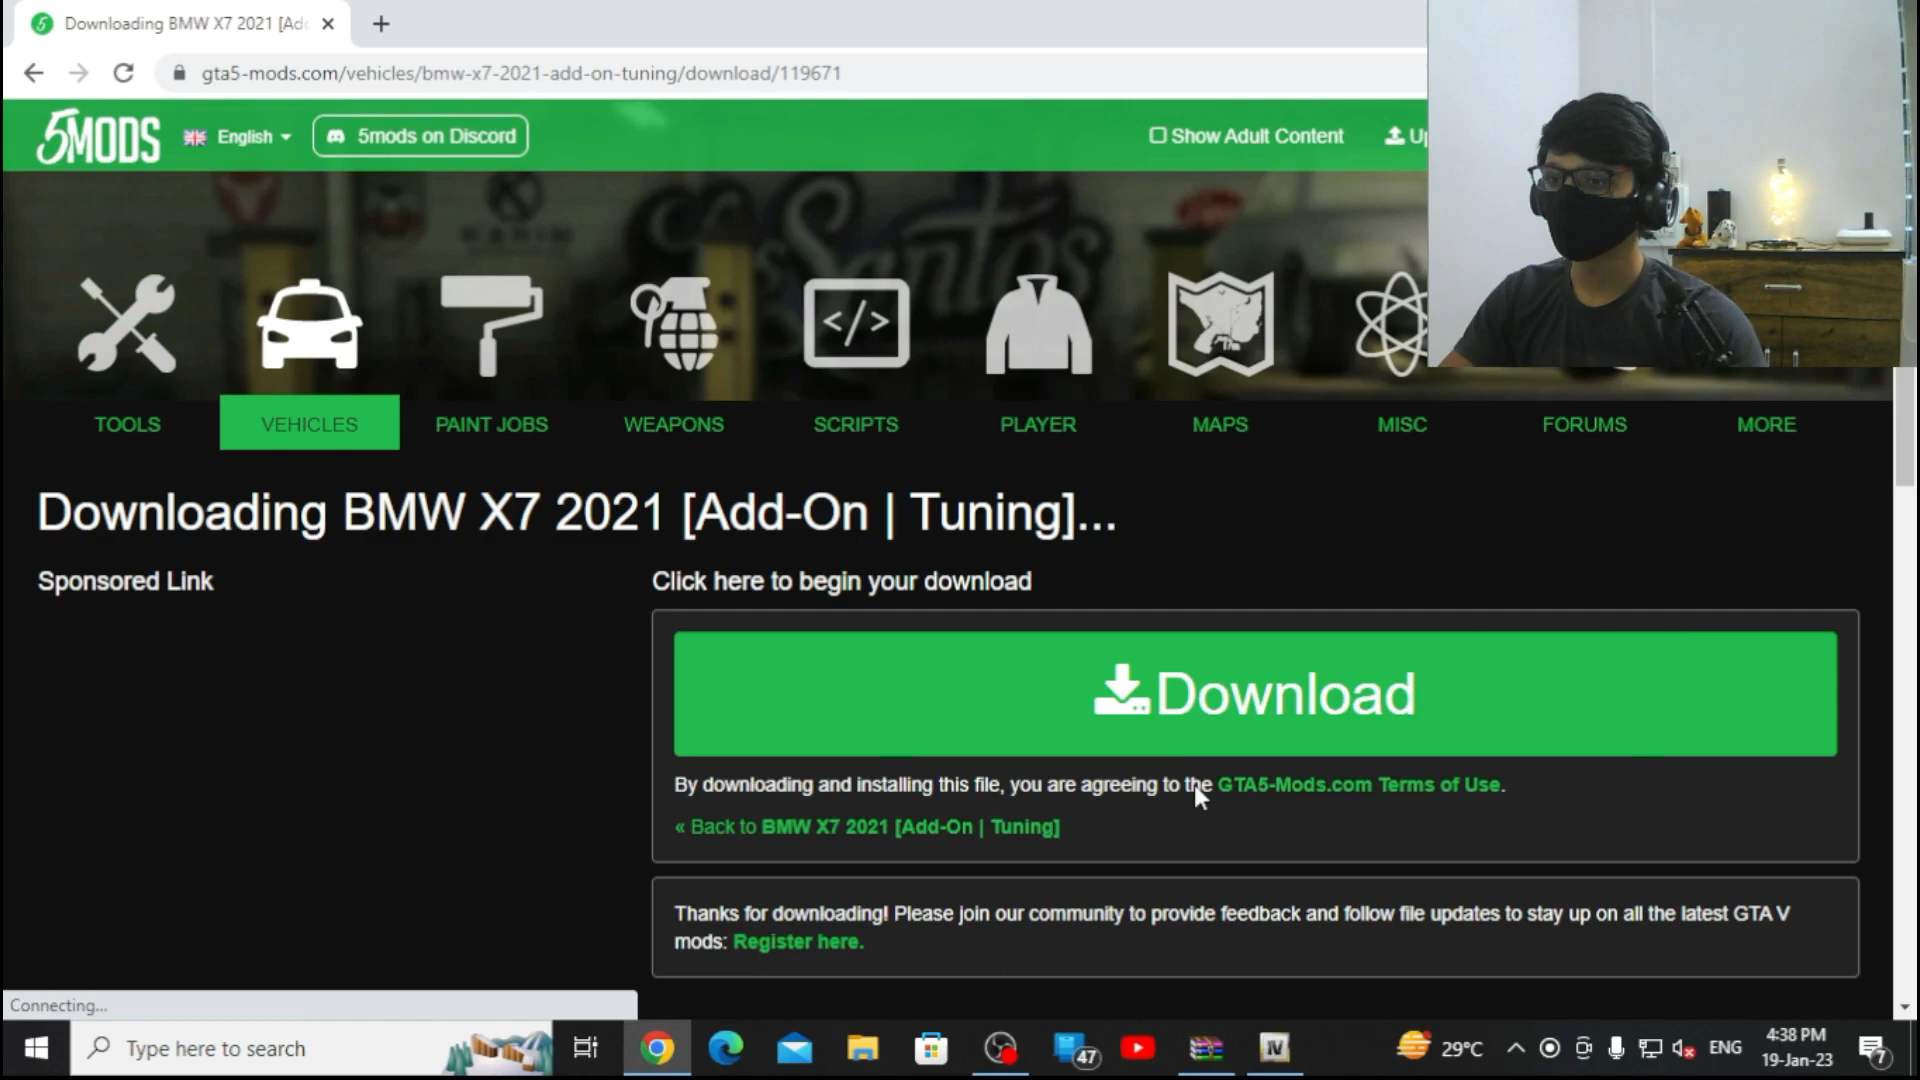 Downloading BMW X7 2021 [Ad
gta5-mods.com/vehicles/bmw-x7-2021-add-on-tuning/download/119671
5MODS
English
5mods on Discord
Show Adult Content
Up
Los Santos
KARIN
TOOLS
VEHICLES
PAINT JOBS
WEAPONS
SCRIPTS
PLAYER
MAPS
MISC
FORUMS
MORE
Downloading BMW X7 2021 [Add-On | Tuning]...
Sponsored Link
Click here to begin your download
Download
By downloading and installing this file, you are agreeing to the GTA5-Mods.com Terms of Use.
« Back to BMW X7 2021 [Add-On | Tuning]
Thanks for downloading! Please join our community to provide feedback and follow file updates to stay up on all the latest GTA V
mods: Register here.
Connecting...
Type here to search
47
IV
29°C
ENG
4:38 PM
19-Jan-23
7